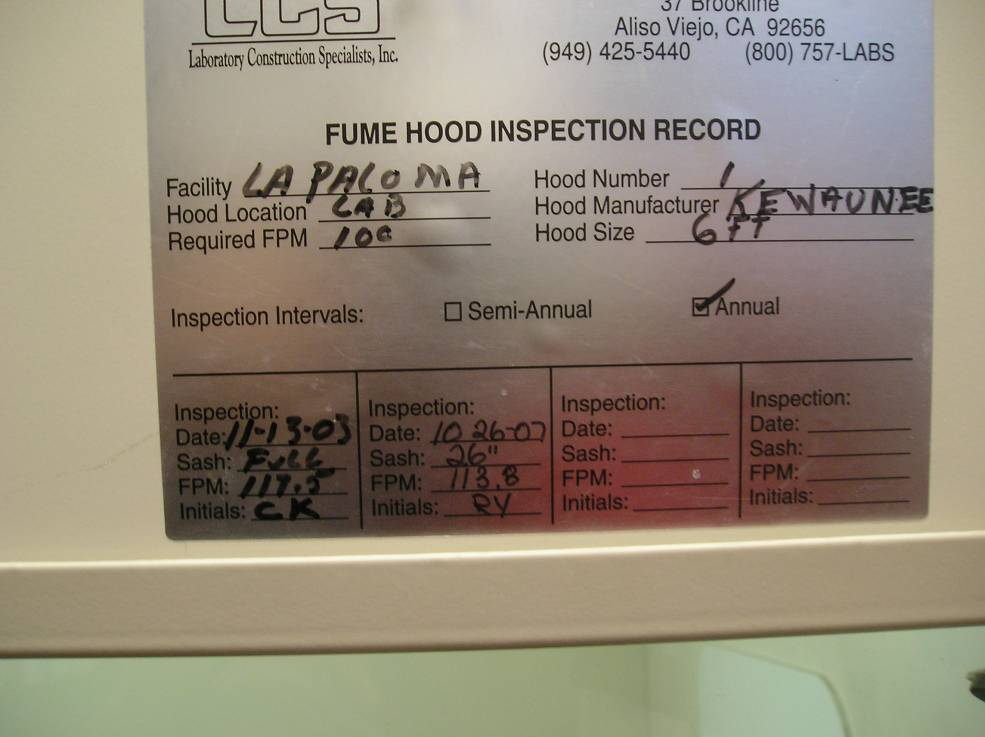 LCS
Laboratory Construction Specialists, Inc.
37 Brookline
Aliso Viejo, CA 92656
(949) 425-5440 (800) 757-LABS
FUME HOOD INSPECTION RECORD
Facility LA PALOMA Hood Number 1
Hood Location LAB Hood Manufacturer KEWAUNEE
Required FPM 100 Hood Size 6 FT
Inspection Intervals: Semi-Annual Annual
Inspection: Inspection: Inspection: Inspection:
Date: 11-13-03 Date: 10 26-07 Date: Date:
Sash: FULL Sash: 26" Sash: Sash:
FPM: 117.5 FPM: 113.8 FPM: FPM:
Initials: CK Initials: RY Initials: Initials: